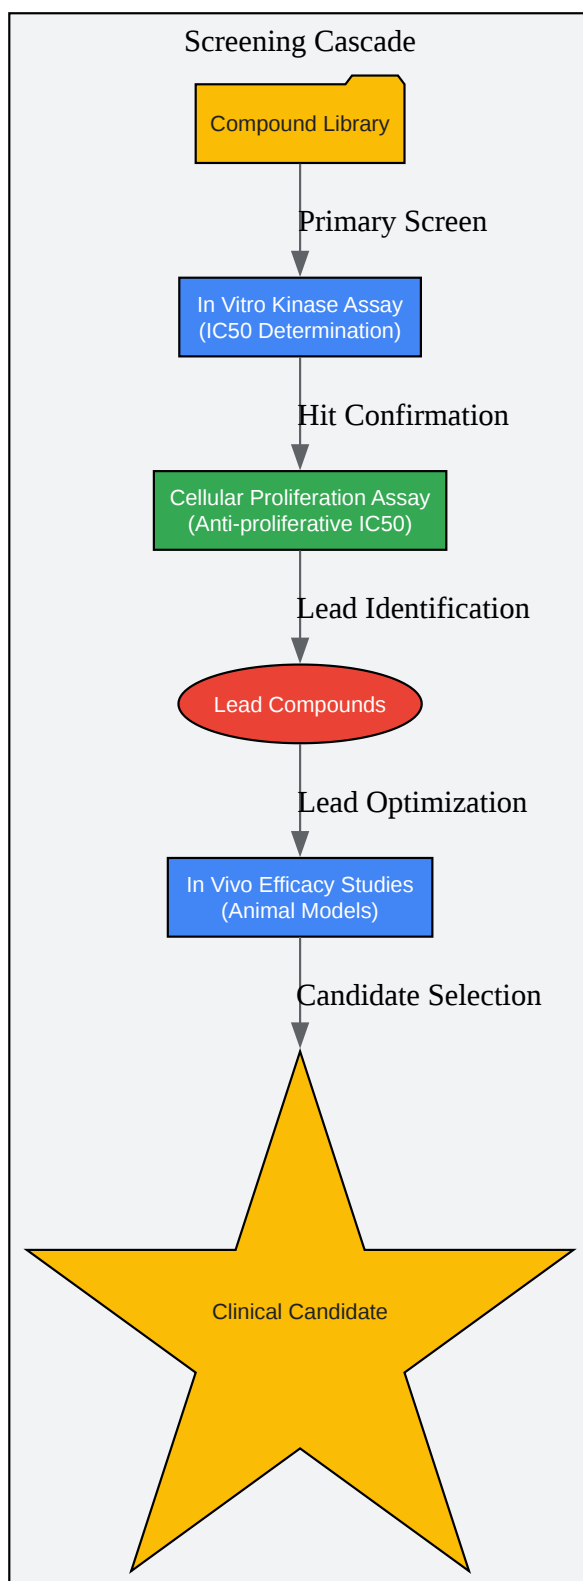 Screening Cascade
Compound Library
Primary Screen
In Vitro Kinase Assay
(IC50 Determination)
Hit Confirmation
Cellular Proliferation Assay
(Anti-proliferative IC50)
Lead Identification
Lead Compounds
Lead Optimization
In Vivo Efficacy Studies
(Animal Models)
Candidate Selection
Clinical Candidate